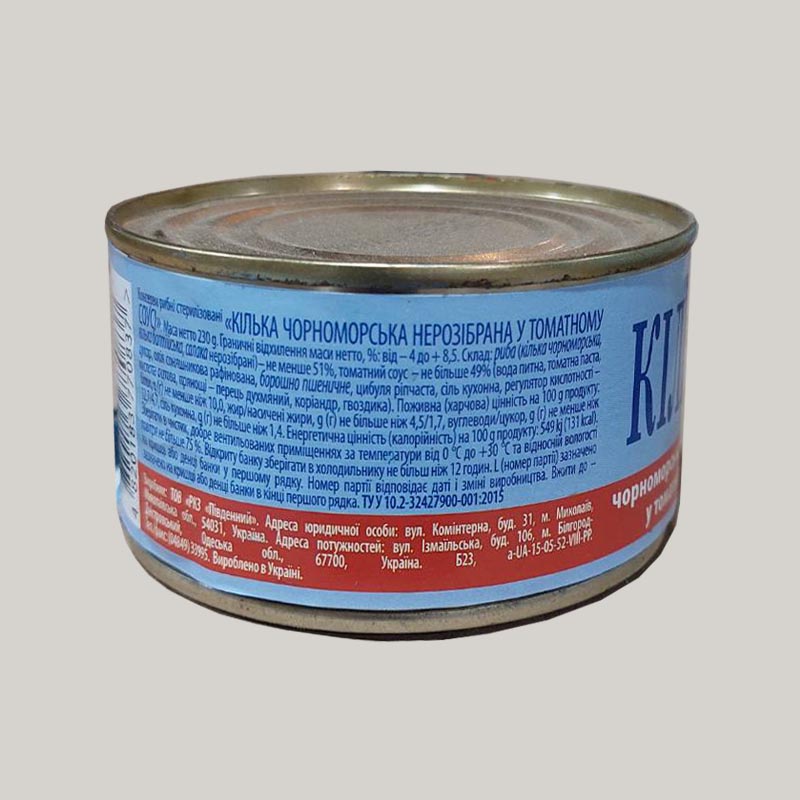 Консерви рибні стерилізовані «КІЛЬКА ЧОРНОМОРСЬКА НЕРОЗІБРАНА У ТОМАТНОМУ
СОУСІ». Маса нетто 230 g. Граничні відхилення маси нетто, %: від – 4 до + 8,5. Склад: риба (кілька чорноморська,
кілька балтійська, салака нерозібрані) – не менше 51%, томатний соус – не більше 49% (вода питна, томатна паста,
цукор, олія соняшникова рафінована, борошно пшеничне, цибуля ріпчаста, сіль кухонна, регулятор кислотності –
кислота оцтова, прянощі – перець духмяний, коріандр, гвоздика). Поживна (харчова) цінність на 100 g продукту:
білки, g (г) не менше ніж 10,0, жири/насичені жири, g (г) не більше ніж 4,5/1,7, вуглеводи/цукор, g (г) не менше ніж
сіль кухонна, g (г) не більше ніж 1,4. Енергетична цінність (калорійність) на 100 g продукту: 549 kj (131 kcal).
Зберігати в чистих, добре вентильованих приміщеннях за температури від 0 °С до +30 °С та відносній вологості
повітря не більше 75 %. Відкриту банку зберігати в холодильнику не більш ніж 12 годин. L (номер партії) зазначено
на кришці або денці банки у першому рядку. Номер партії відповідає даті і зміні виробництва. Вжити до –
зазначено на кришці або денці банки в кінці першого рядка. ТУ У 10.2-32427900-001:2015
Виробник: ТОВ «РКЗ «Південний». Адреса юридичної особи: вул. Комінтерна, буд. 31, м. Миколаїв,
Миколаївська обл., 54031, Україна. Адреса потужностей: вул. Ізмаїльська, буд. 106, м. Білгород-
Дністровський, Одеська обл., 67700, Україна. Б23, a-UA-15-05-52-VIII-PP.
(04849) 33995. Вироблено в Україні.
КІЛ
чорномор
у тома